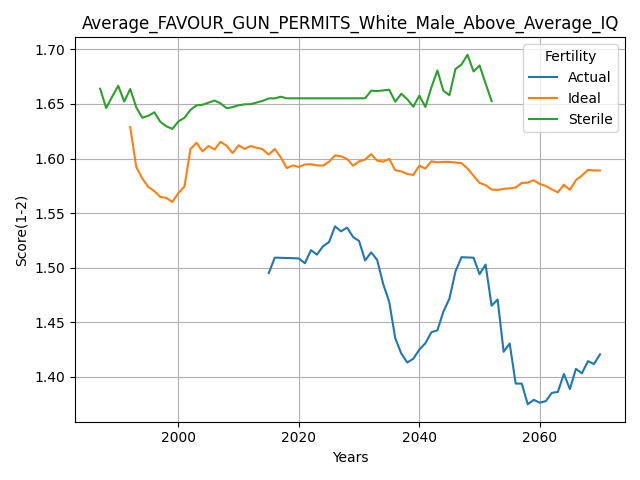 Average_FAVOUR_GUN_PERMITS_White_Male_Above_Average_IQ
Fertility
Actual
Ideal
Sterile
Score(1-2)
1.70
1.65
1.60
1.55
1.50
1.45
1.40
2000 2020 2040 2060
Years